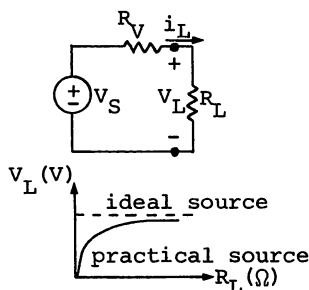 R_V i_L
+
V_S V_L R_L
-
V_L (V)
ideal source
practical source
R_L (Ω)